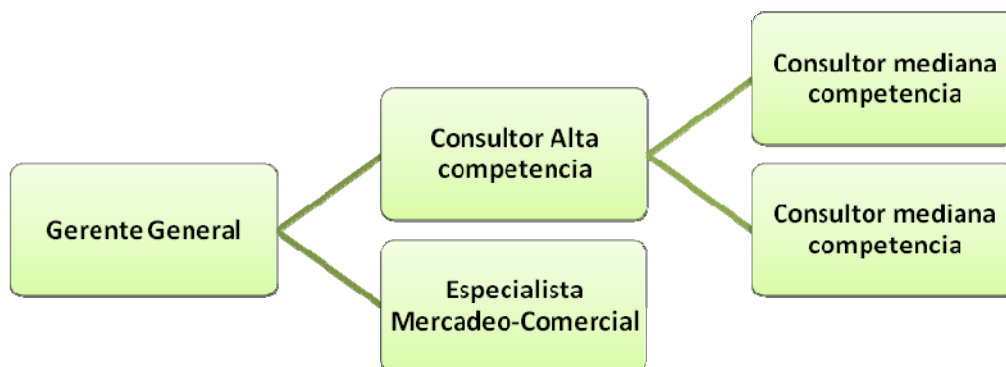 Gerente General
Consultor Alta
competencia
Especialista
Mercadeo-Comercial
Consultor mediana
competencia
Consultor mediana
competencia